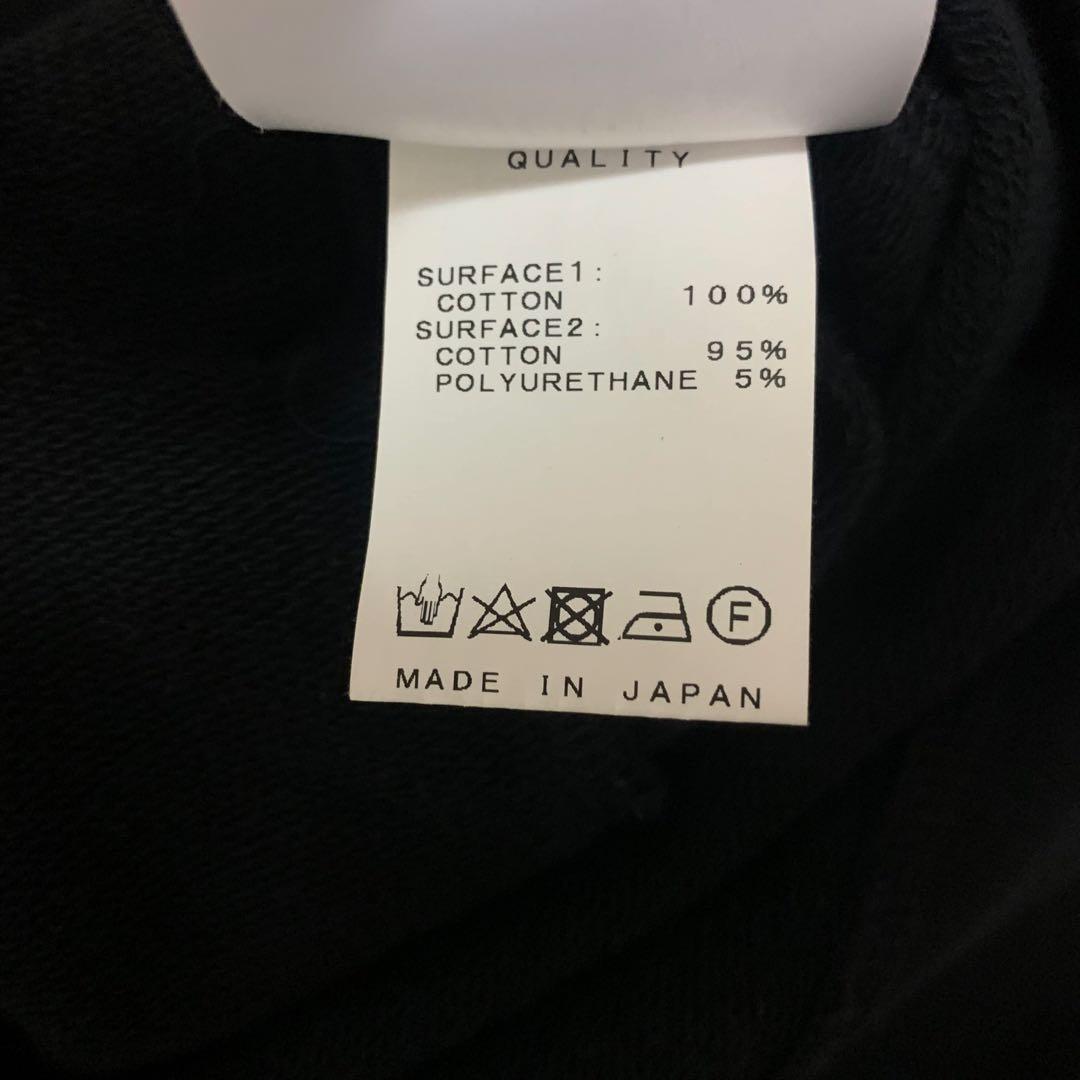 QUALITY
SURFACE1:
COTTON 100%
SURFACE2:
COTTON 95%
POLYURETHANE 5%
F
MADE IN JAPAN